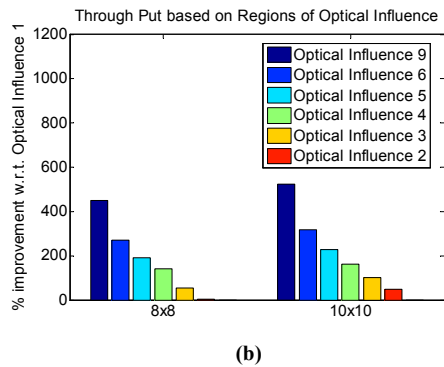 Through Put based on Regions of Optical Influence
% improvement w.r.t. Optical Influence 1
1200
1000
800
600
400
200
0
Optical Influence 9
Optical Influence 6
Optical Influence 5
Optical Influence 4
Optical Influence 3
Optical Influence 2
8x8
10x10
(b)